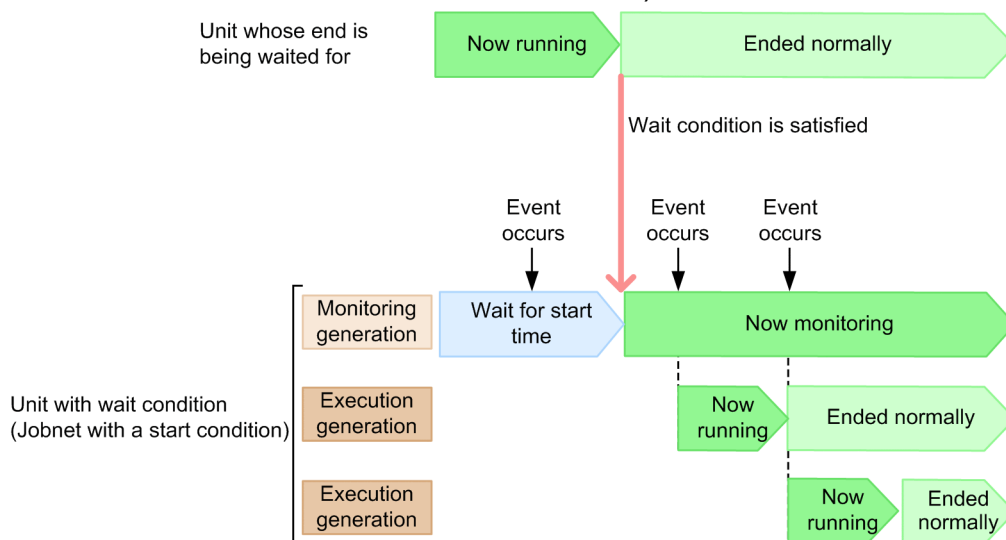 Unit whose end is
being waited for
Now running
Ended normally
Wait condition is satisfied
Event
occurs
Event
occurs
Event
occurs
Monitoring
generation
Wait for start
time
Now monitoring
Unit with wait condition
(Jobnet with a start condition)
Execution
generation
Now
running
Ended normally
Execution
generation
Now
running
Ended
normally